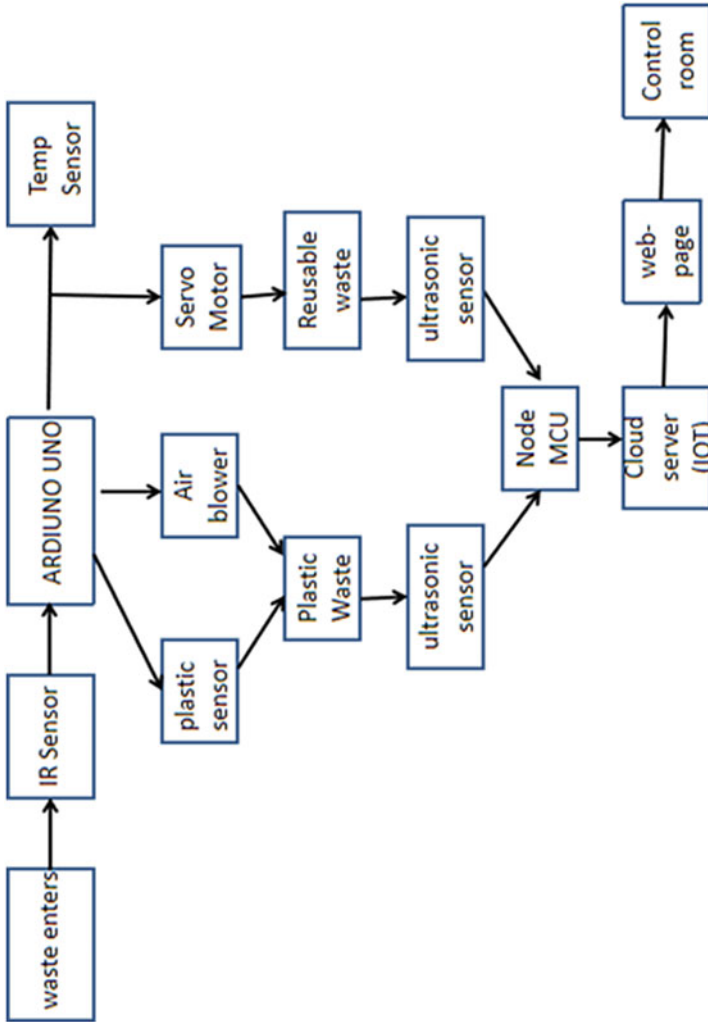 waste enters
IR Sensor
ARDIUNO UNO
Temp
Sensor
plastic
sensor
Air
blower
Servo
Motor
Plastic
Waste
Reusable
waste
ultrasonic
sensor
ultrasonic
sensor
Node
MCU
Cloud
server
(IOT)
web-
page
Control
room